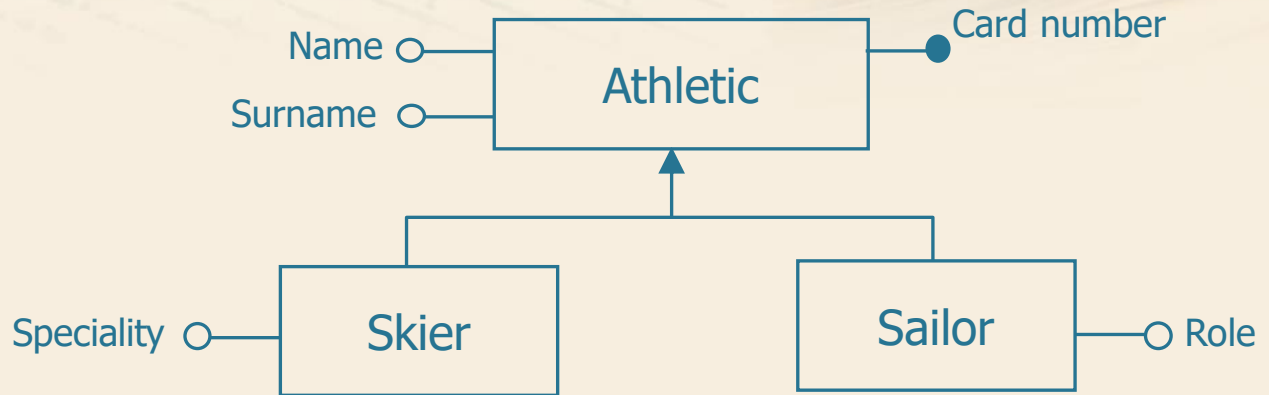 Card number
Name
Athletic
Surname
Speciality
Skier
Sailor
Role